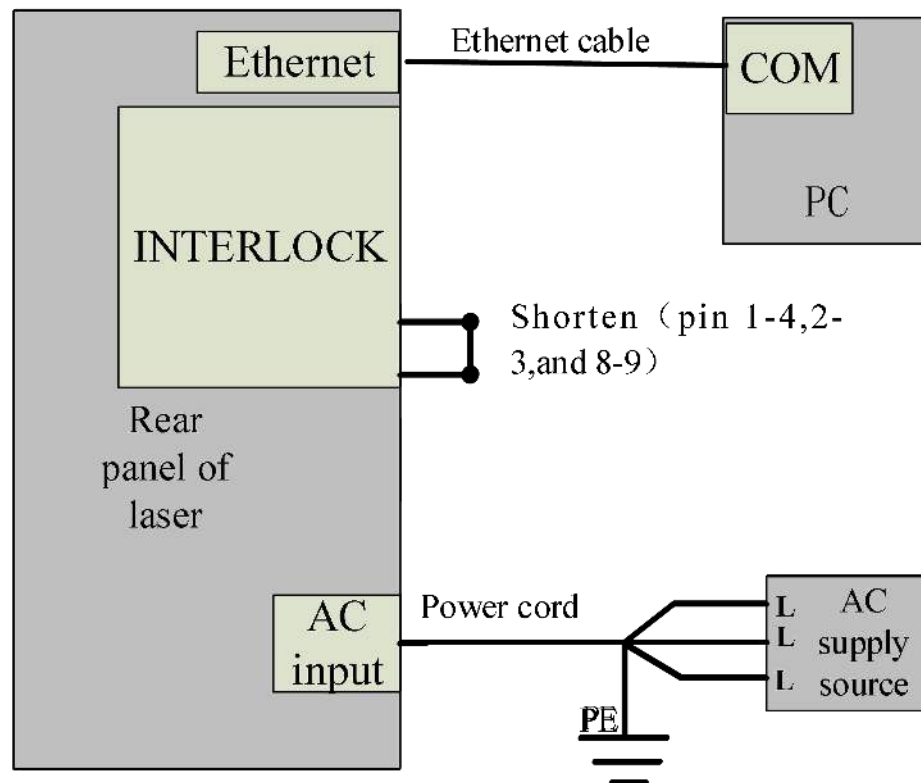 Ethernet
Ethernet cable
COM
PC
INTERLOCK
Shorten（pin 1-4,2-
3,and 8-9）
Rear
panel of
laser
AC
input
Power cord
L
L
L
AC
supply
source
PE